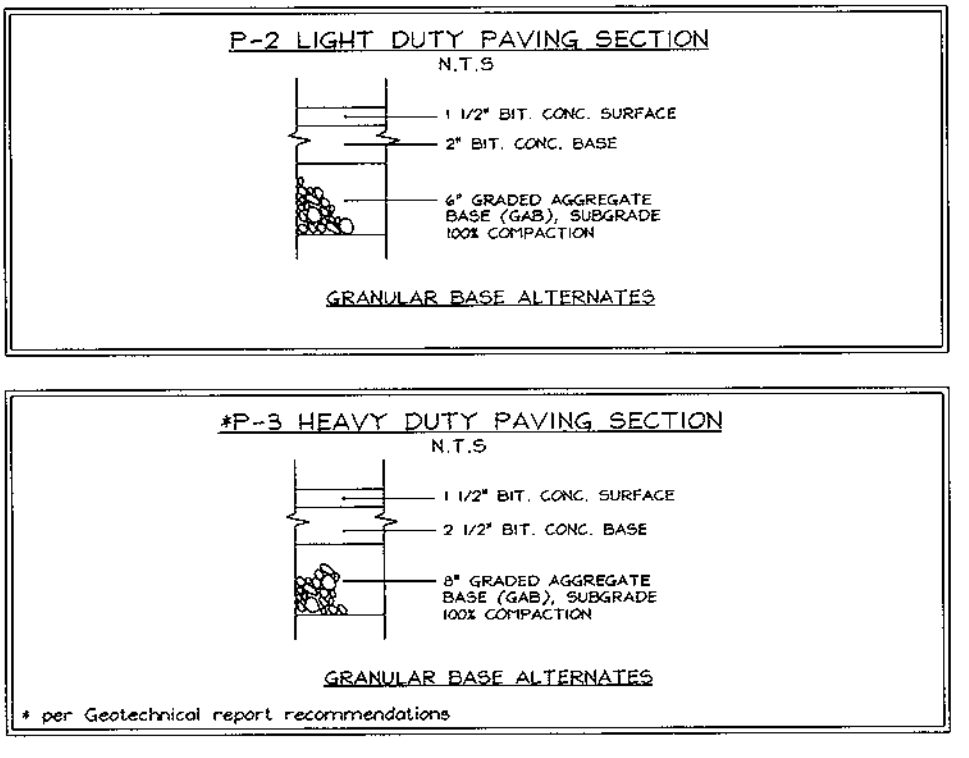 P-2 LIGHT DUTY PAVING SECTION
N.T.S
1 1/2" BIT. CONC. SURFACE
2" BIT. CONC. BASE
6" GRADED AGGREGATE
BASE (GAB), SUBGRADE
100% COMPACTION
GRANULAR BASE ALTERNATES
*P-3 HEAVY DUTY PAVING SECTION
N.T.S
1 1/2" BIT. CONC. SURFACE
2 1/2" BIT. CONC. BASE
8" GRADED AGGREGATE
BASE (GAB), SUBGRADE
100% COMPACTION
GRANULAR BASE ALTERNATES
* per Geotechnical report recommendations